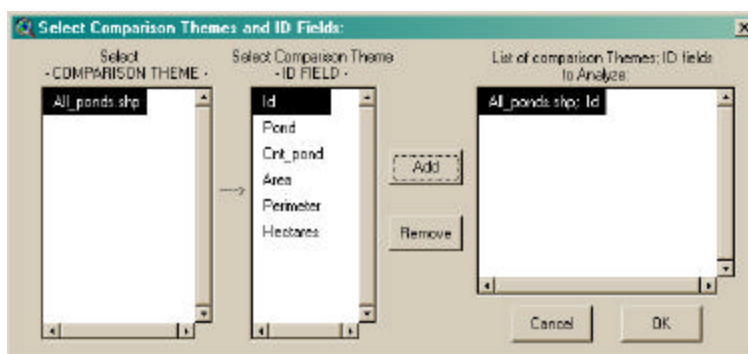 Select Comparison Themes and ID Fields:
Select
- COMPARISON THEME -
All_ponds.shp
Select Comparison Theme
- ID FIELD -
Id
Pond
Cnt_pond
Area
Perimeter
Hectares
Add
Remove
List of comparison Themes; ID fields
to Analyze:
All_ponds.shp; Id
Cancel
OK